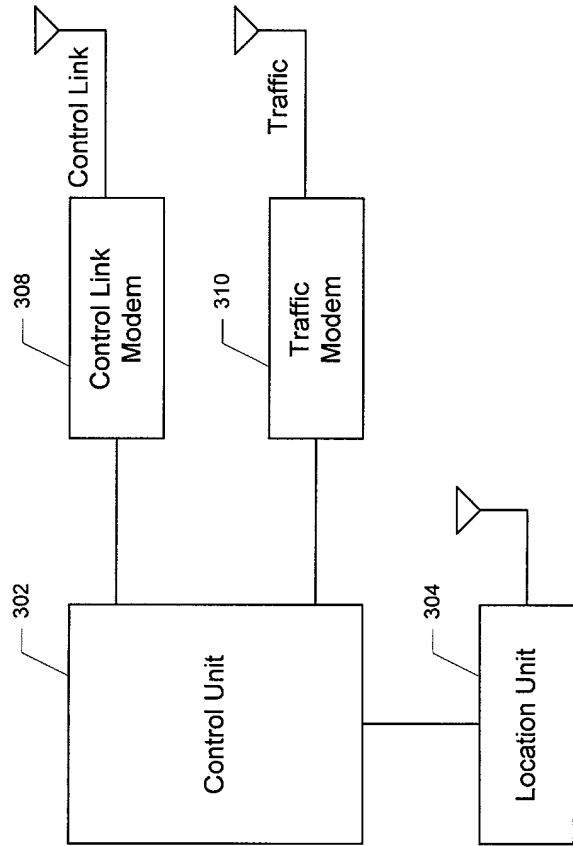 308
Control Link
Modem
Control Link
310
Traffic
Modem
Traffic
302
Control Unit
304
Location Unit